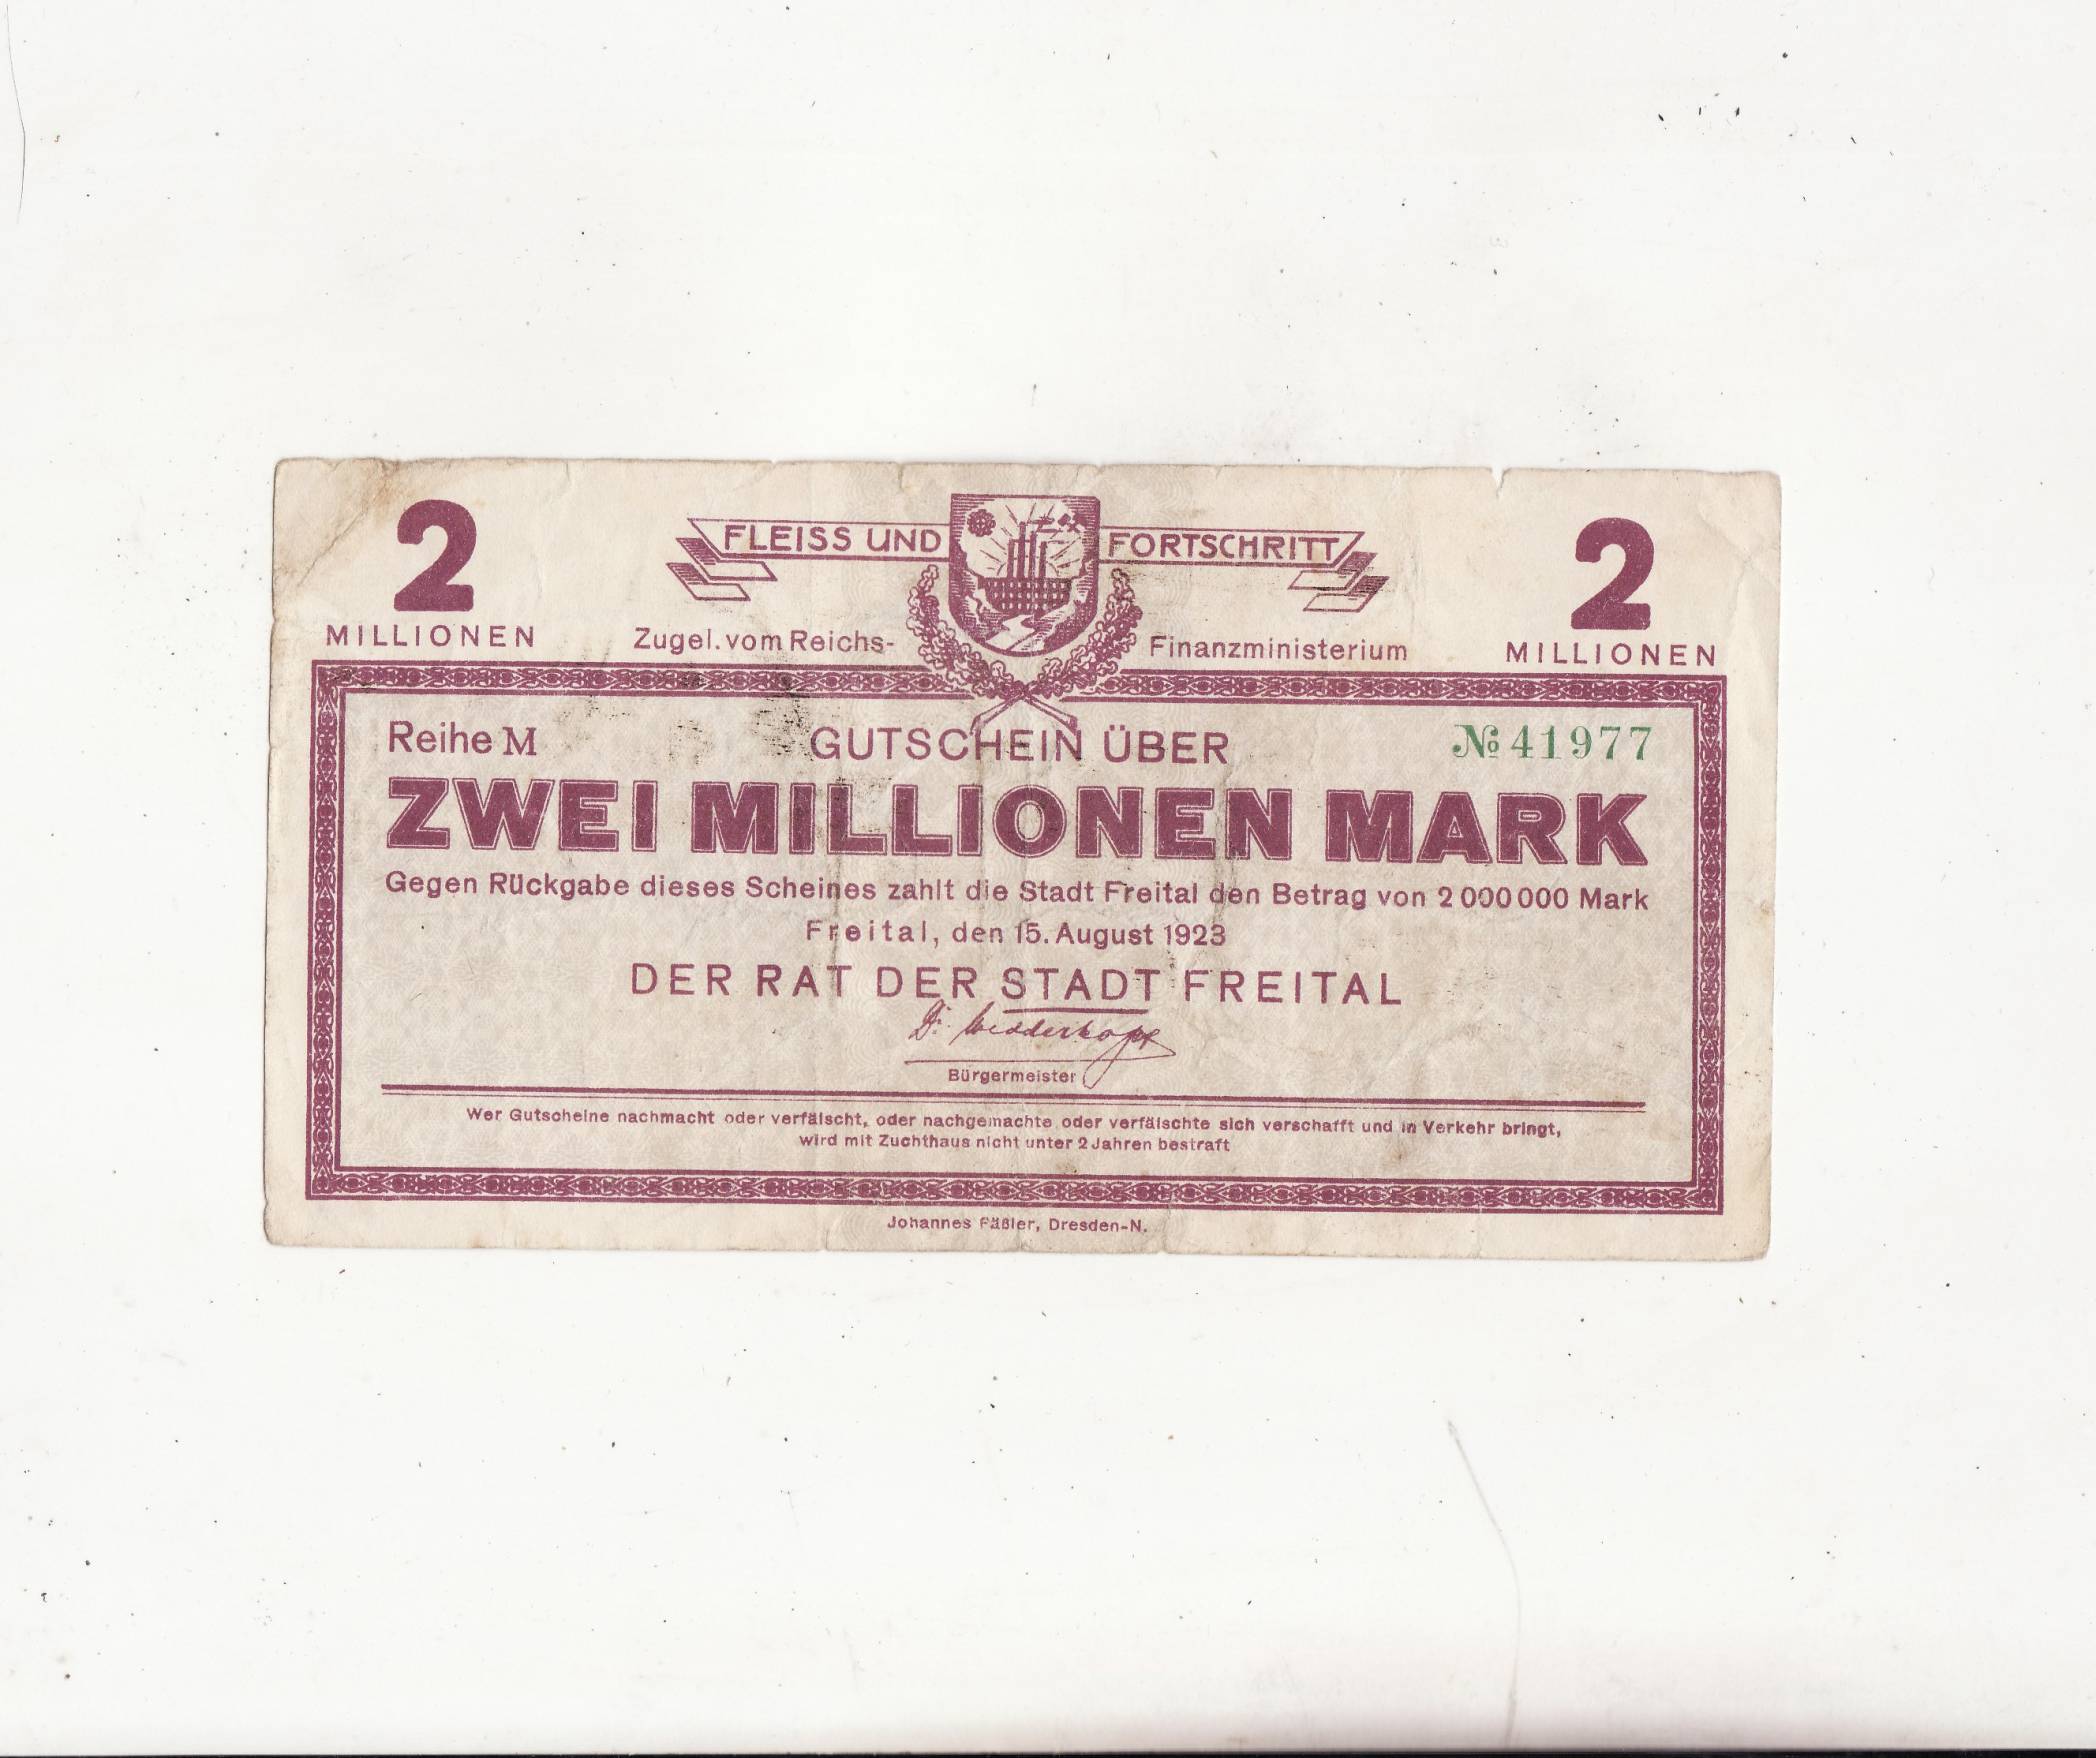 2
FLEISS UND FORTSCHRITT
2
MILLIONEN
Zugel. vom Reichs- Finanzministerium
MILLIONEN
Reihe M
GUTSCHEIN ÜBER
№ 41977
ZWEI MILLIONEN MARK
Gegen Rückgabe dieses Scheines zahlt die Stadt Freital den Betrag von 2 000 000 Mark
Freital, den 15. August 1923
DER RAT DER STADT FREITAL
Dr. Wedderkopf
Bürgermeister
Wer Gutscheine nachmacht oder verfälscht, oder nachgemachte oder verfälschte sich verschafft und in Verkehr bringt,
wird mit Zuchthaus nicht unter 2 Jahren bestraft
Johannes Päßler, Dresden-N.